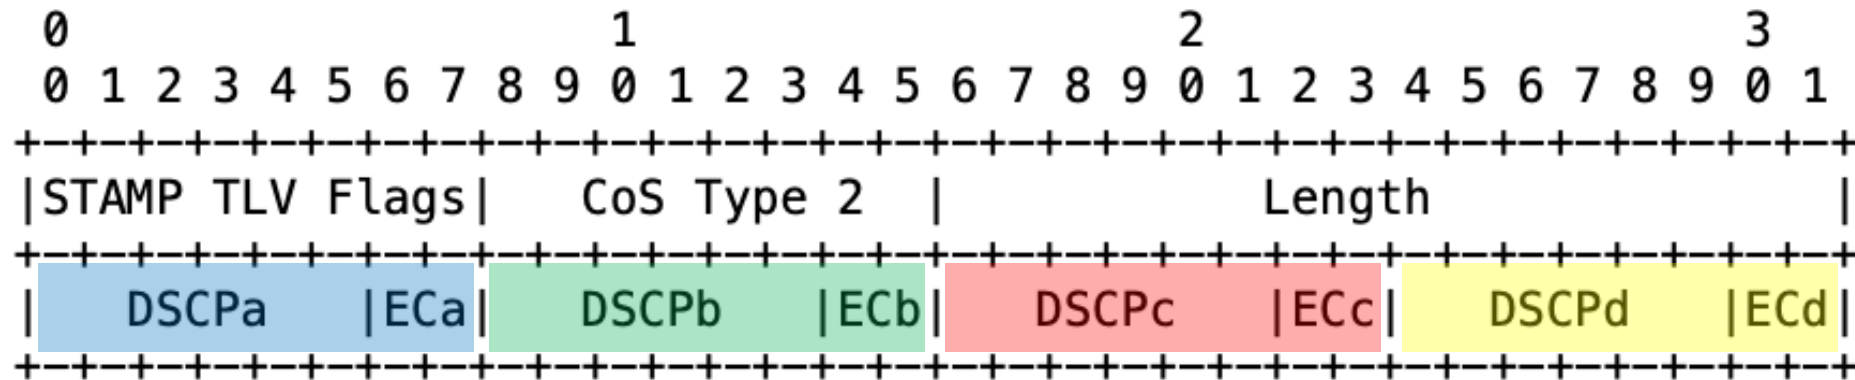 0                   1                   2                   3
 0 1 2 3 4 5 6 7 8 9 0 1 2 3 4 5 6 7 8 9 0 1 2 3 4 5 6 7 8 9 0 1
+-+-+-+-+-+-+-+-+-+-+-+-+-+-+-+-+-+-+-+-+-+-+-+-+-+-+-+-+-+-+-+-+
|STAMP TLV Flags|   CoS Type 2  |           Length              |
+-+-+-+-+-+-+-+-+-+-+-+-+-+-+-+-+-+-+-+-+-+-+-+-+-+-+-+-+-+-+-+-+
|   DSCPa   |ECa|   DSCPb   |ECb|   DSCPc   |ECc|   DSCPd   |ECd|
+-+-+-+-+-+-+-+-+-+-+-+-+-+-+-+-+-+-+-+-+-+-+-+-+-+-+-+-+-+-+-+-+